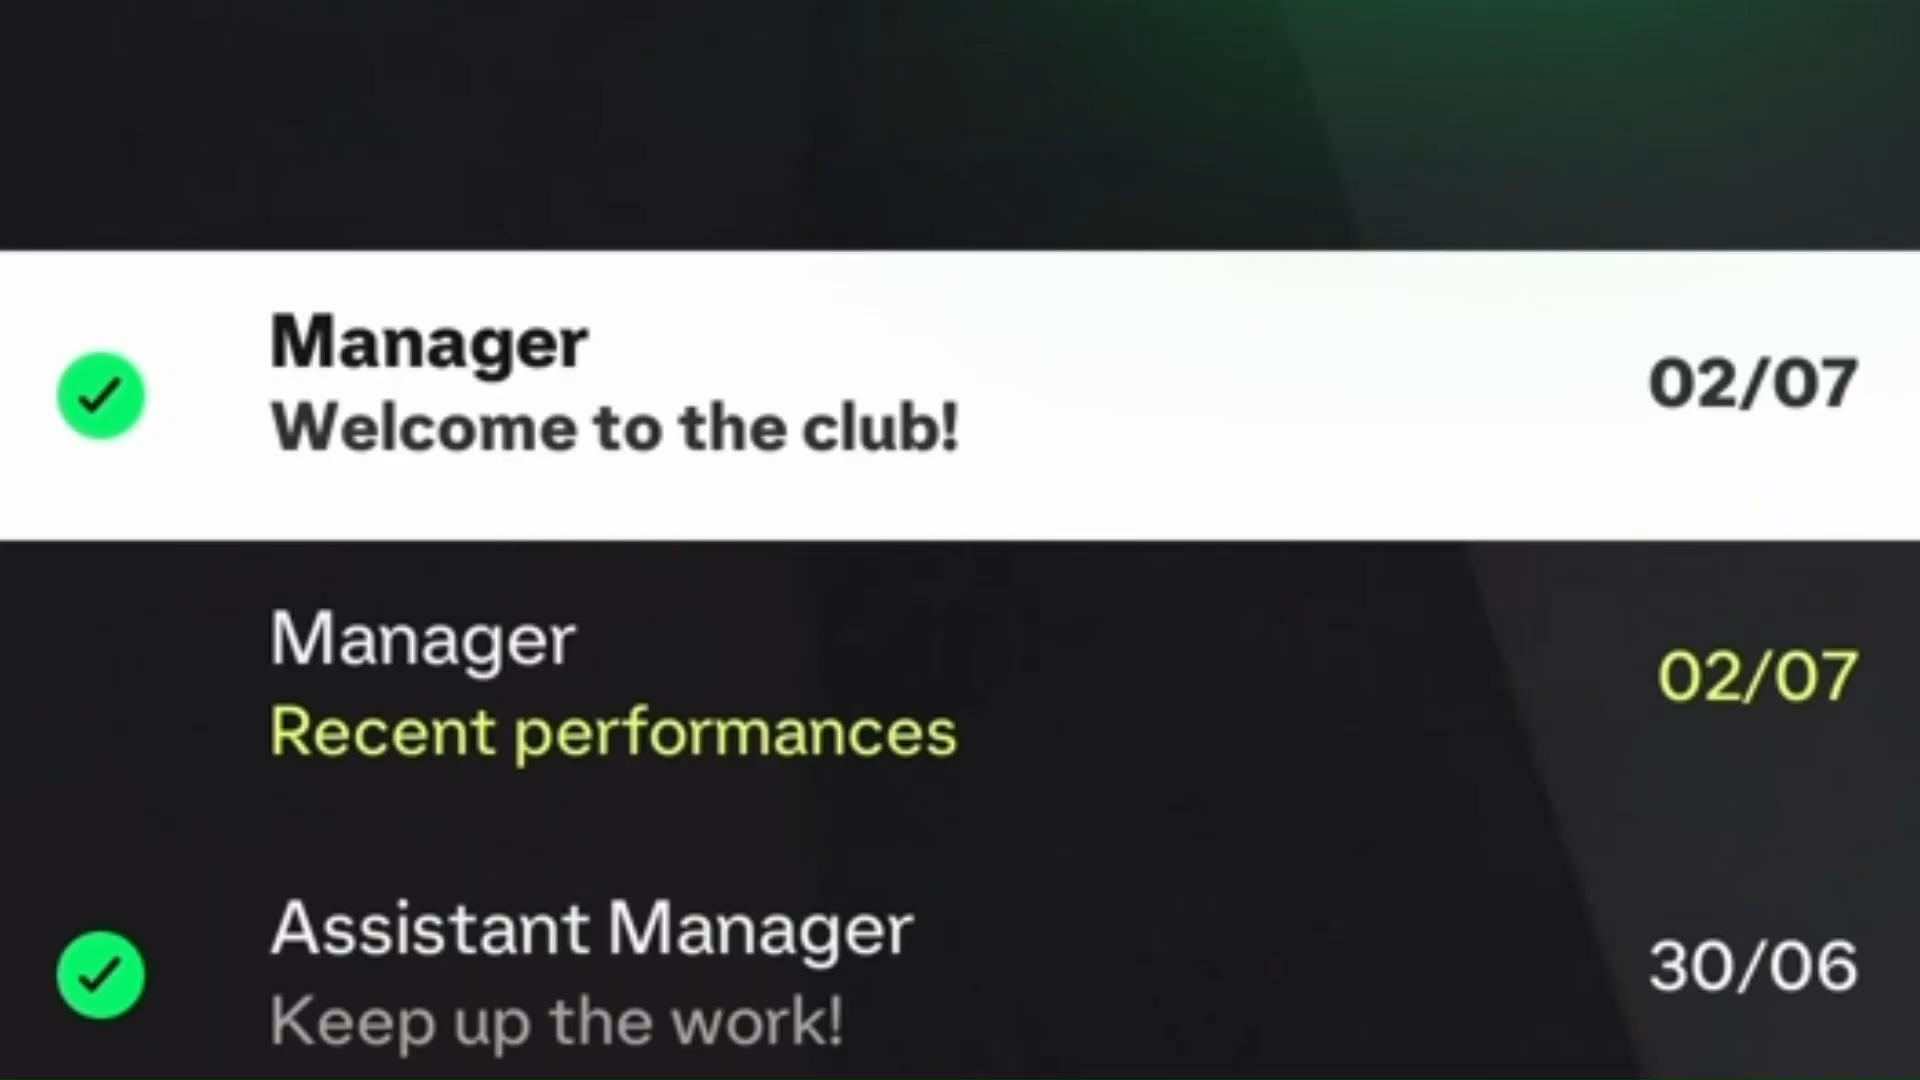 Manager
Welcome to the club!
02/07
Manager
Recent performances
02/07
Assistant Manager
Keep up the work!
30/06